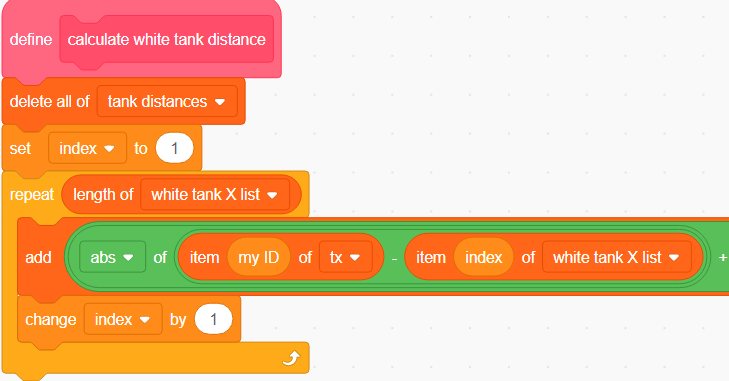 define calculate white tank distance
delete all of tank distances
set index to 1
repeat length of white tank X list
add abs of item my ID of tx - item index of white tank X list +
change index by 1